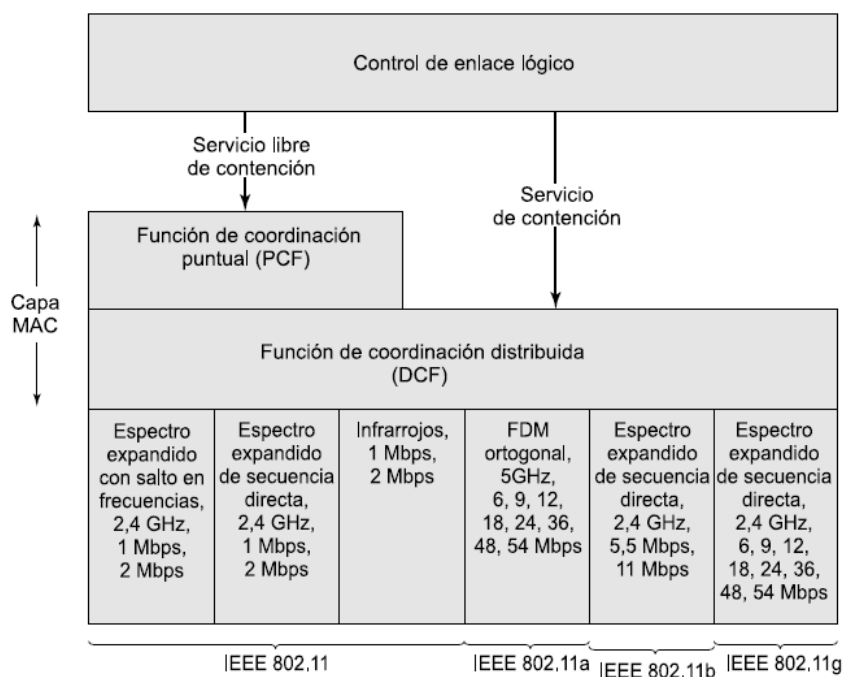 Control de enlace lógico
Servicio libre
de contención
Servicio
de contención
Función de coordinación
puntual (PCF)
Capa
MAC
Función de coordinación distribuida
(DCF)
Espectro
expandido
con salto en
frecuencias,
2,4 GHz,
1 Mbps,
2 Mbps
Espectro
expandido
de secuencia
directa,
2,4 GHz,
1 Mbps,
2 Mbps
Infrarrojos,
1 Mbps,
2 Mbps
FDM
ortogonal,
5GHz,
6, 9, 12,
18, 24, 36,
48, 54 Mbps
Espectro
expandido
de secuencia
directa,
2,4 GHz,
5,5 Mbps,
11 Mbps
Espectro
expandido
de secuencia
directa,
2,4 GHz,
6, 9, 12,
18, 24, 36,
48, 54 Mbps
IEEE 802,11
IEEE 802,11a
IEEE 802,11b
IEEE 802,11g